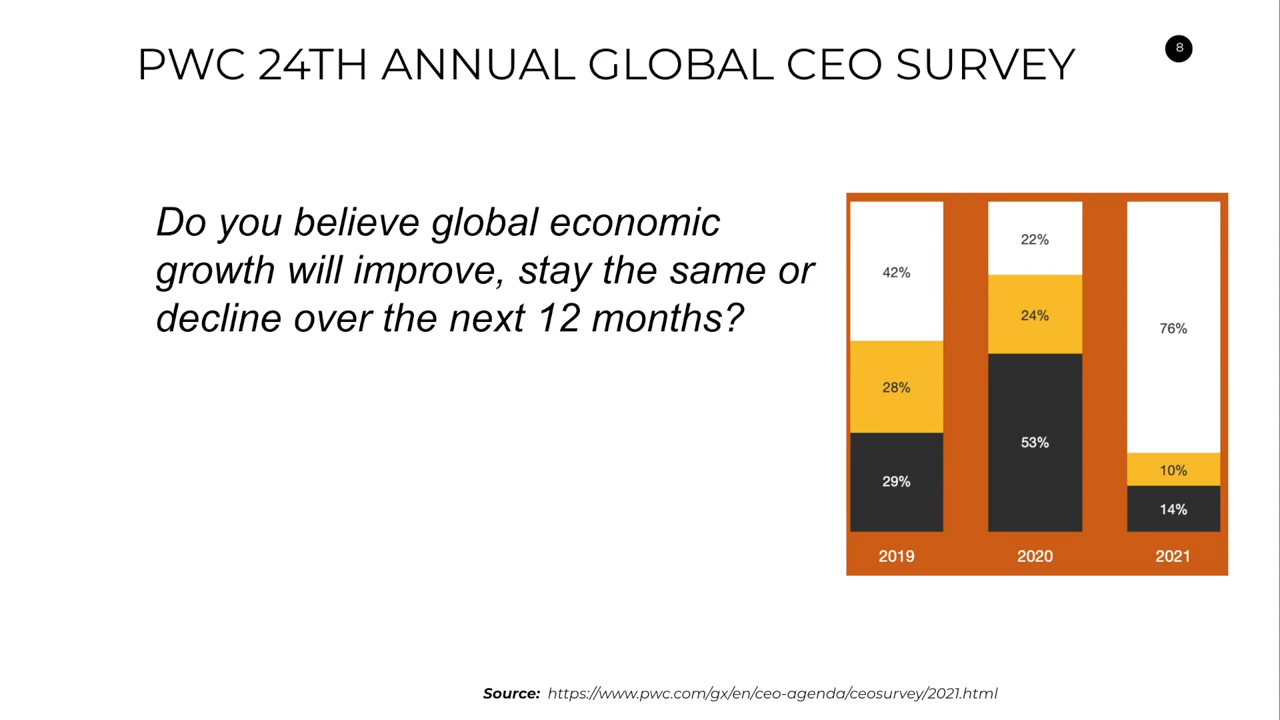 PWC 24TH ANNUAL GLOBAL CEO SURVEY
8
Do you believe global economic
growth will improve, stay the same or
decline over the next 12 months?
42%
28%
29%
2019
22%
24%
53%
2020
76%
10%
14%
2021
Source: https://www.pwc.com/gx/en/ceo-agenda/ceosurvey/2021.html